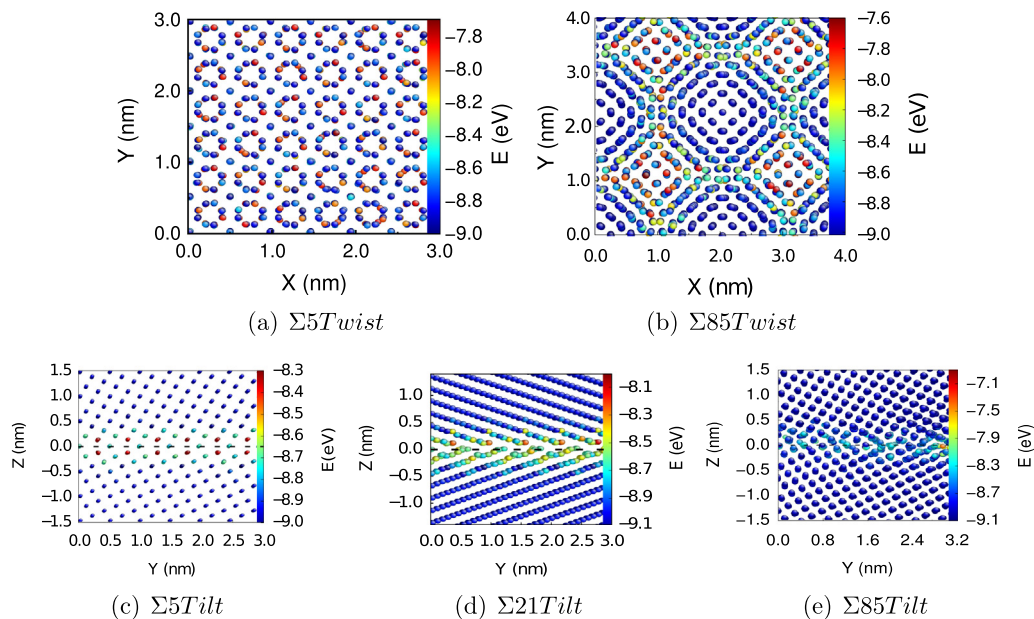 3.0
2.0
1.0
0.0
Y (nm)
0.0 1.0 2.0 3.0
X (nm)
−7.8
−8.0
−8.2
−8.4
−8.6
−8.8
−9.0
E (eV)
(a) Σ5Twist
4.0
3.0
2.0
1.0
0.0
Y (nm)
0.0 1.0 2.0 3.0 4.0
X (nm)
−7.6
−8.0
−8.2
−8.4
−8.6
−8.8
−9.0
E (eV)
(b) Σ85Twist
1.5
1.0
0.5
0.0
−0.5
−1.0
−1.5
Z (nm)
0.0 0.5 1.0 1.5 2.0 2.5 3.0
Y (nm)
−8.3
−8.4
−8.5
−8.6
−8.7
−8.8
−8.9
−9.0
E(eV)
(c) Σ5Tilt
1.0
0.5
0.0
−0.5
−1.0
Z (nm)
0.0 0.5 1.0 1.5 2.0 2.5 3.0
Y (nm)
−8.1
−8.3
−8.5
−8.7
−8.9
−9.1
E (eV)
(d) Σ21Tilt
1.5
1.0
0.5
0.0
−0.5
−1.0
−1.5
Z (nm)
0.0 0.8 1.6 2.4 3.2
Y (nm)
−7.1
−7.5
−7.9
−8.3
−8.7
−9.1
E (eV)
(e) Σ85Tilt